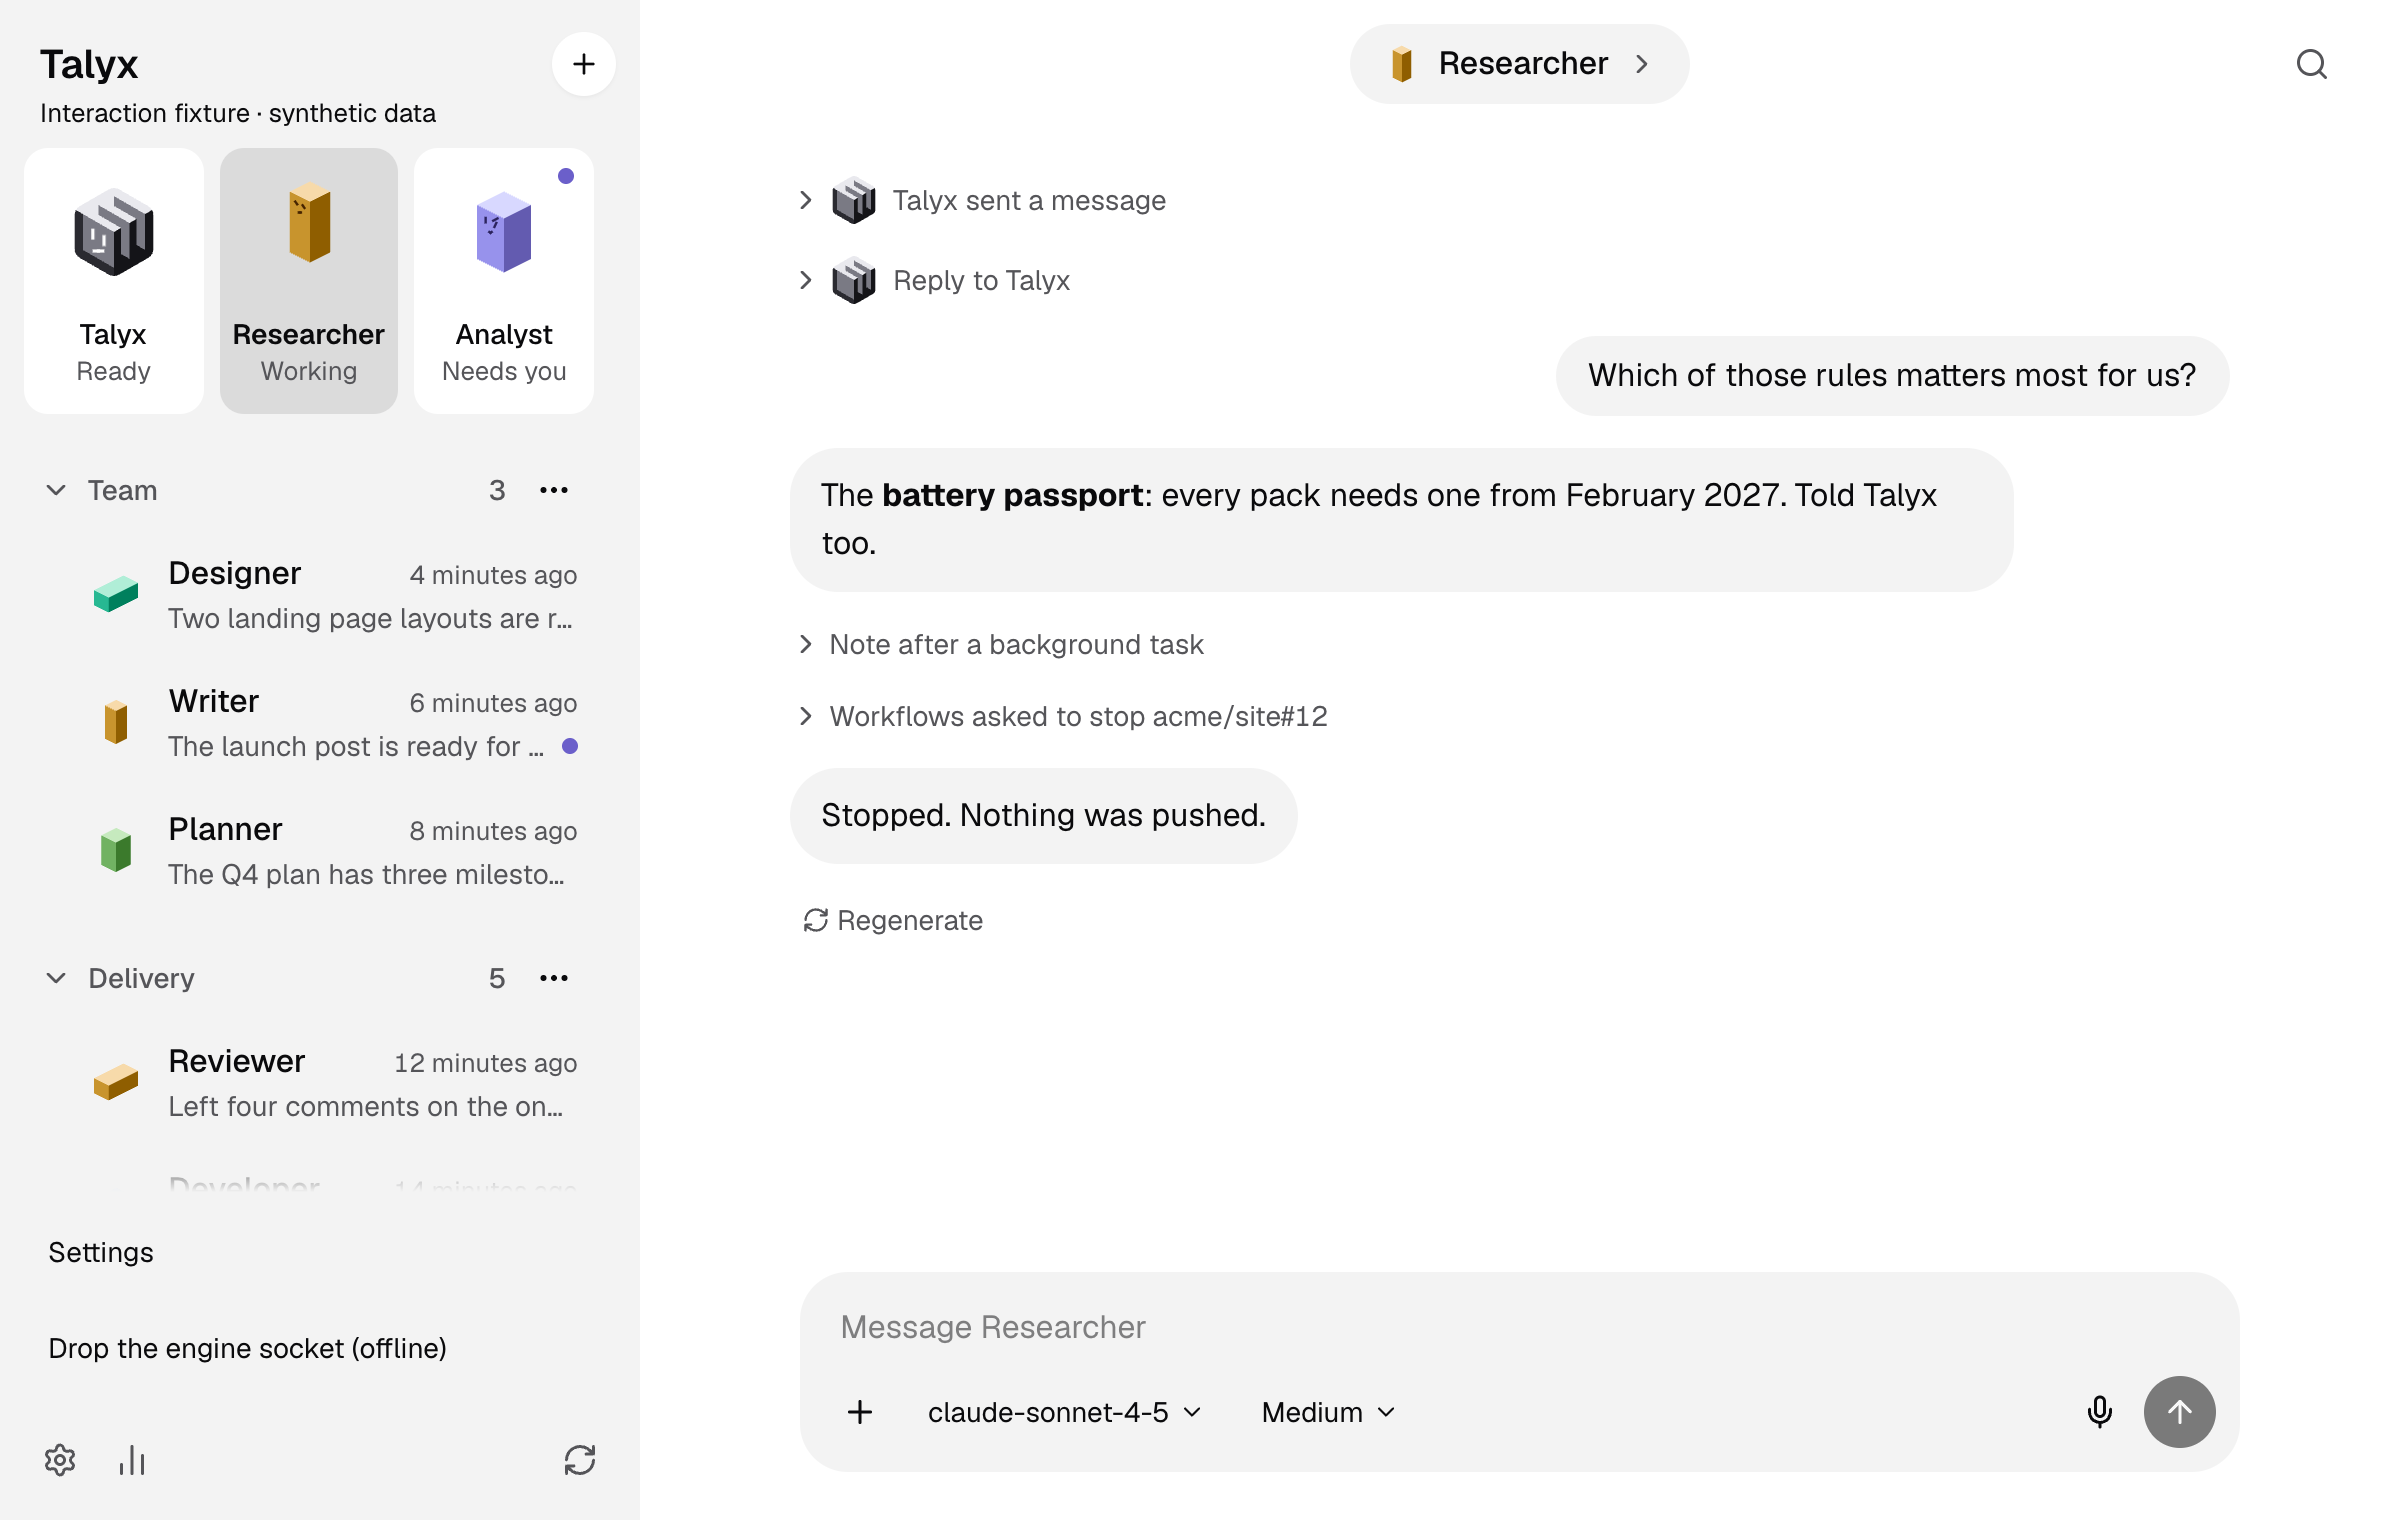 Talyx
Interaction fixture · synthetic data
Talyx
Ready
Researcher
Working
Analyst
Needs you
Team 3
Designer 4 minutes ago
Two landing page layouts are r...
Writer 6 minutes ago
The launch post is ready for ...
Planner 8 minutes ago
The Q4 plan has three milesto...
Delivery 5
Reviewer 12 minutes ago
Left four comments on the on...
Developer 14 minutes ago
Settings
Drop the engine socket (offline)
Researcher
Talyx sent a message
Reply to Talyx
Which of those rules matters most for us?
The battery passport: every pack needs one from February 2027. Told Talyx
too.
Note after a background task
Workflows asked to stop acme/site#12
Stopped. Nothing was pushed.
Regenerate
Message Researcher
claude-sonnet-4-5 Medium